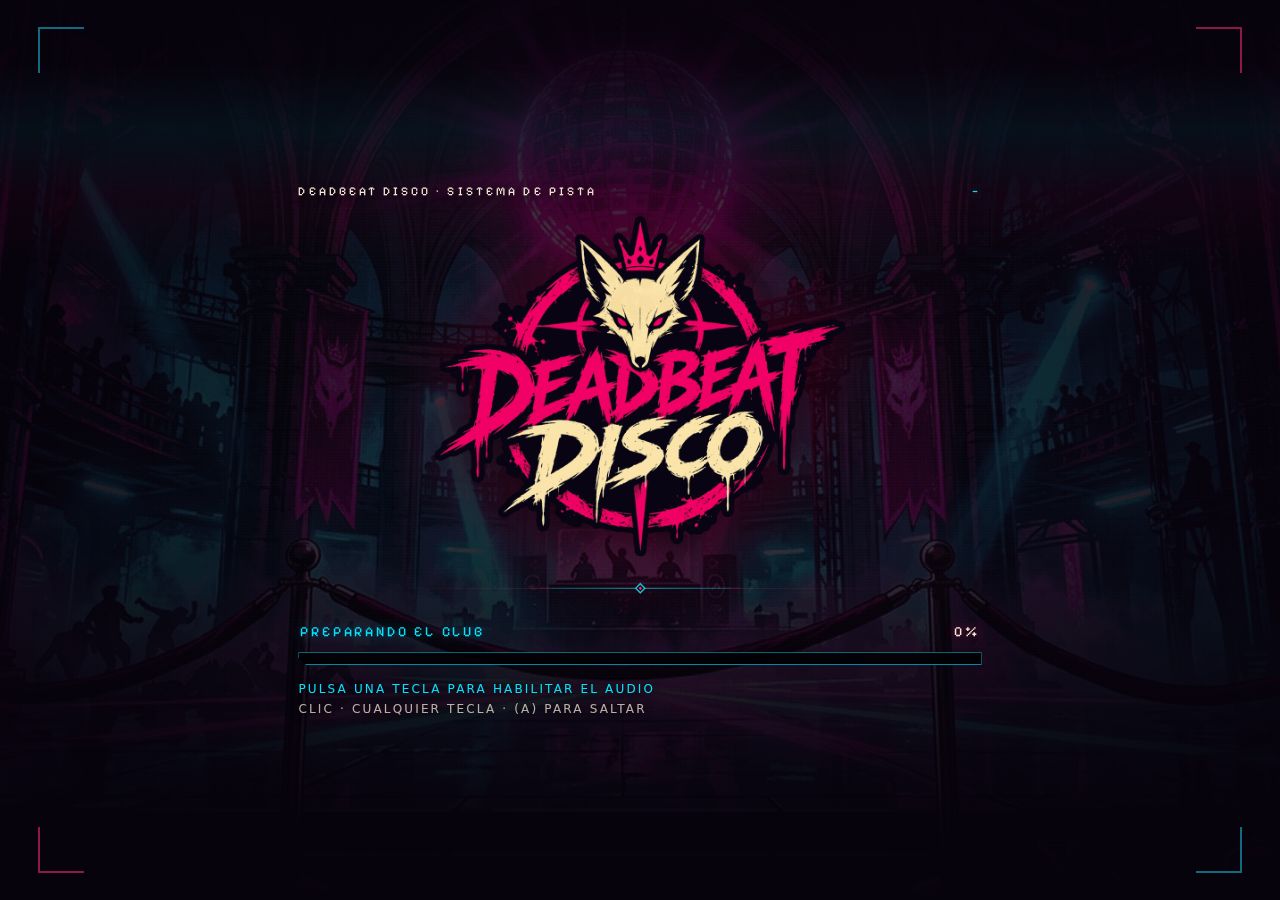 DEADBEAT DISCO · SISTEMA DE PISTA
-
DEADBEAT
DISCO
PREPARANDO EL CLUB
0%
PULSA UNA TECLA PARA HABILITAR EL AUDIO
CLIC · CUALQUIER TECLA · (A) PARA SALTAR